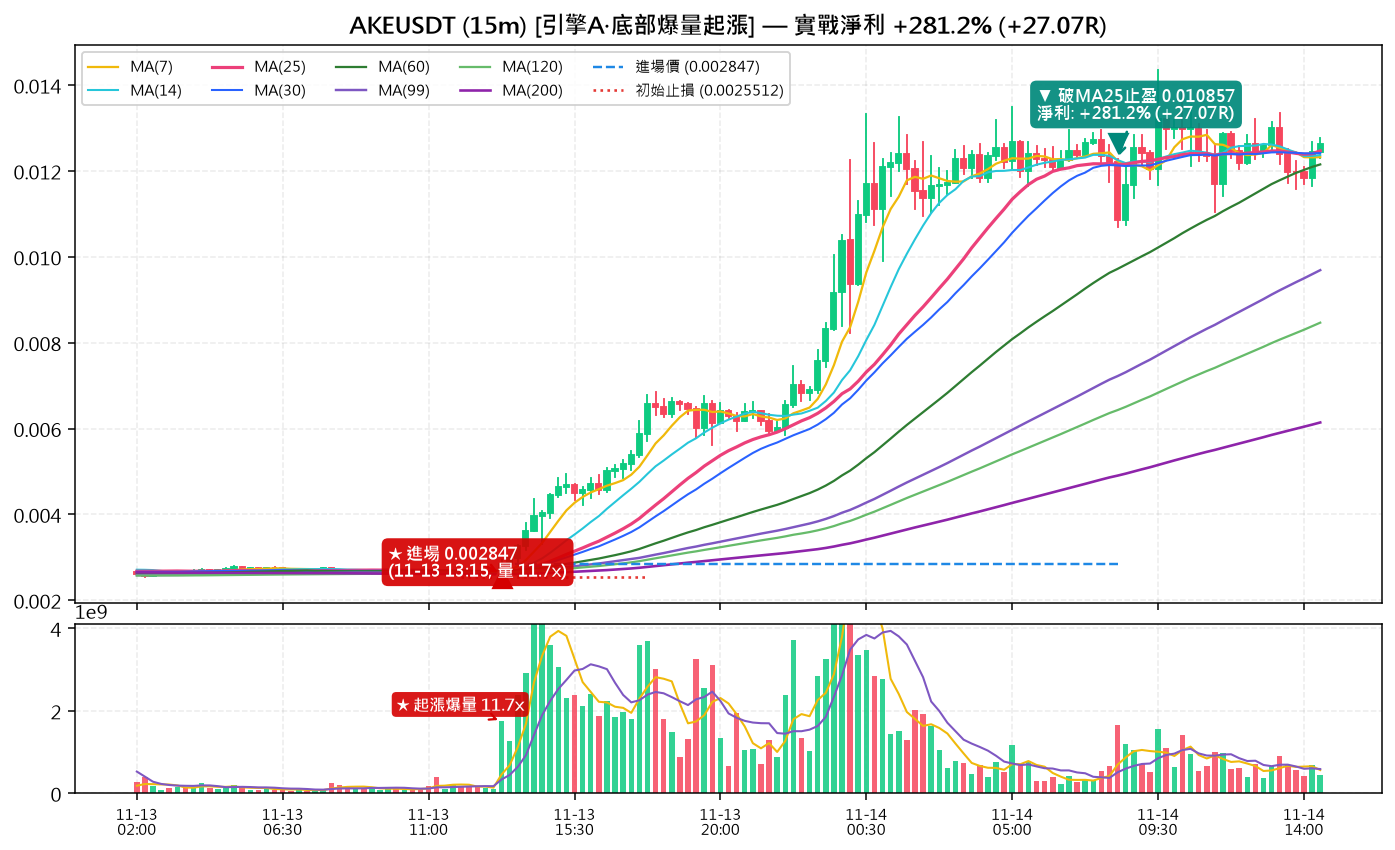 AKEUSDT (15m) [引擎A·底部爆量起漲] — 實戰淨利 +281.2% (+27.07R)
MA(7)
MA(14)
MA(25)
MA(30)
MA(60)
MA(99)
MA(120)
MA(200)
進場價 (0.002847)
初始止損 (0.0025512)
▼ 破MA25止盈 0.010857
淨利: +281.2% (+27.07R)
0.014
0.012
0.010
0.008
0.006
0.004
0.002
★ 進場 0.002847
(11-13 13:15, 量 11.7x)
1e9
4
2
0
★ 起漲爆量 11.7x
11-13
02:00
11-13
06:30
11-13
11:00
11-13
15:30
11-13
20:00
11-14
00:30
11-14
05:00
11-14
09:30
11-14
14:00